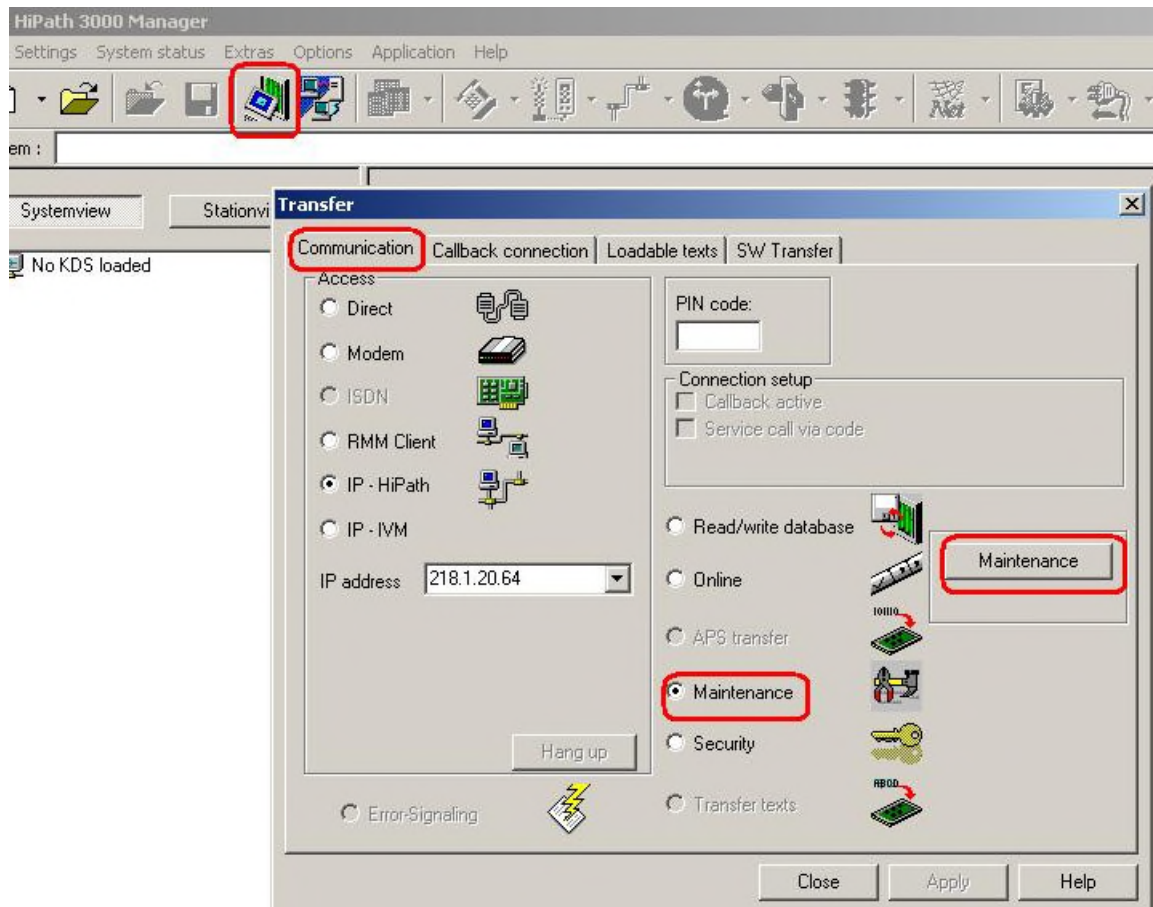 HiPath 3000 Manager
Settings System status Extras Options Application Help
Net
em :
Systemview Stationvi
No KDS loaded
Transfer
Communication Callback connection Loadable texts SW Transfer
Access
Direct
Modem
ISDN
RMM Client
IP - HiPath
IP - IVM
IP address 218.1.20.64
Hang up
Error-Signaling
PIN code:
Connection setup
Callback active
Service call via code
Read/write database
Online
APS transfer
Maintenance
Security
Transfer texts
10110
ABCD
Maintenance
Close Apply Help